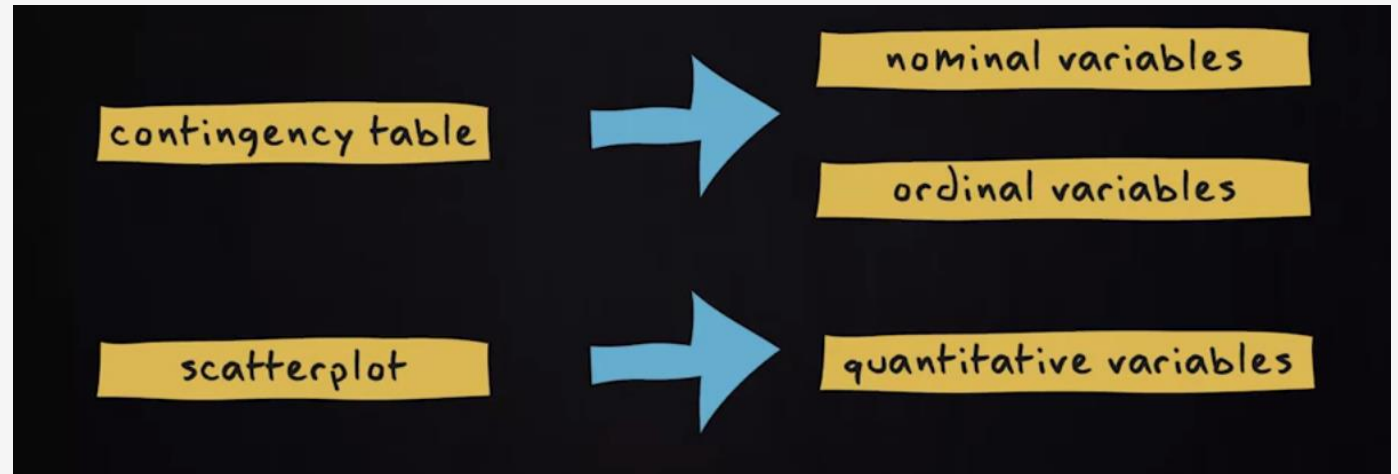 contingency table
nominal variables
ordinal variables
scatterplot
quantitative variables